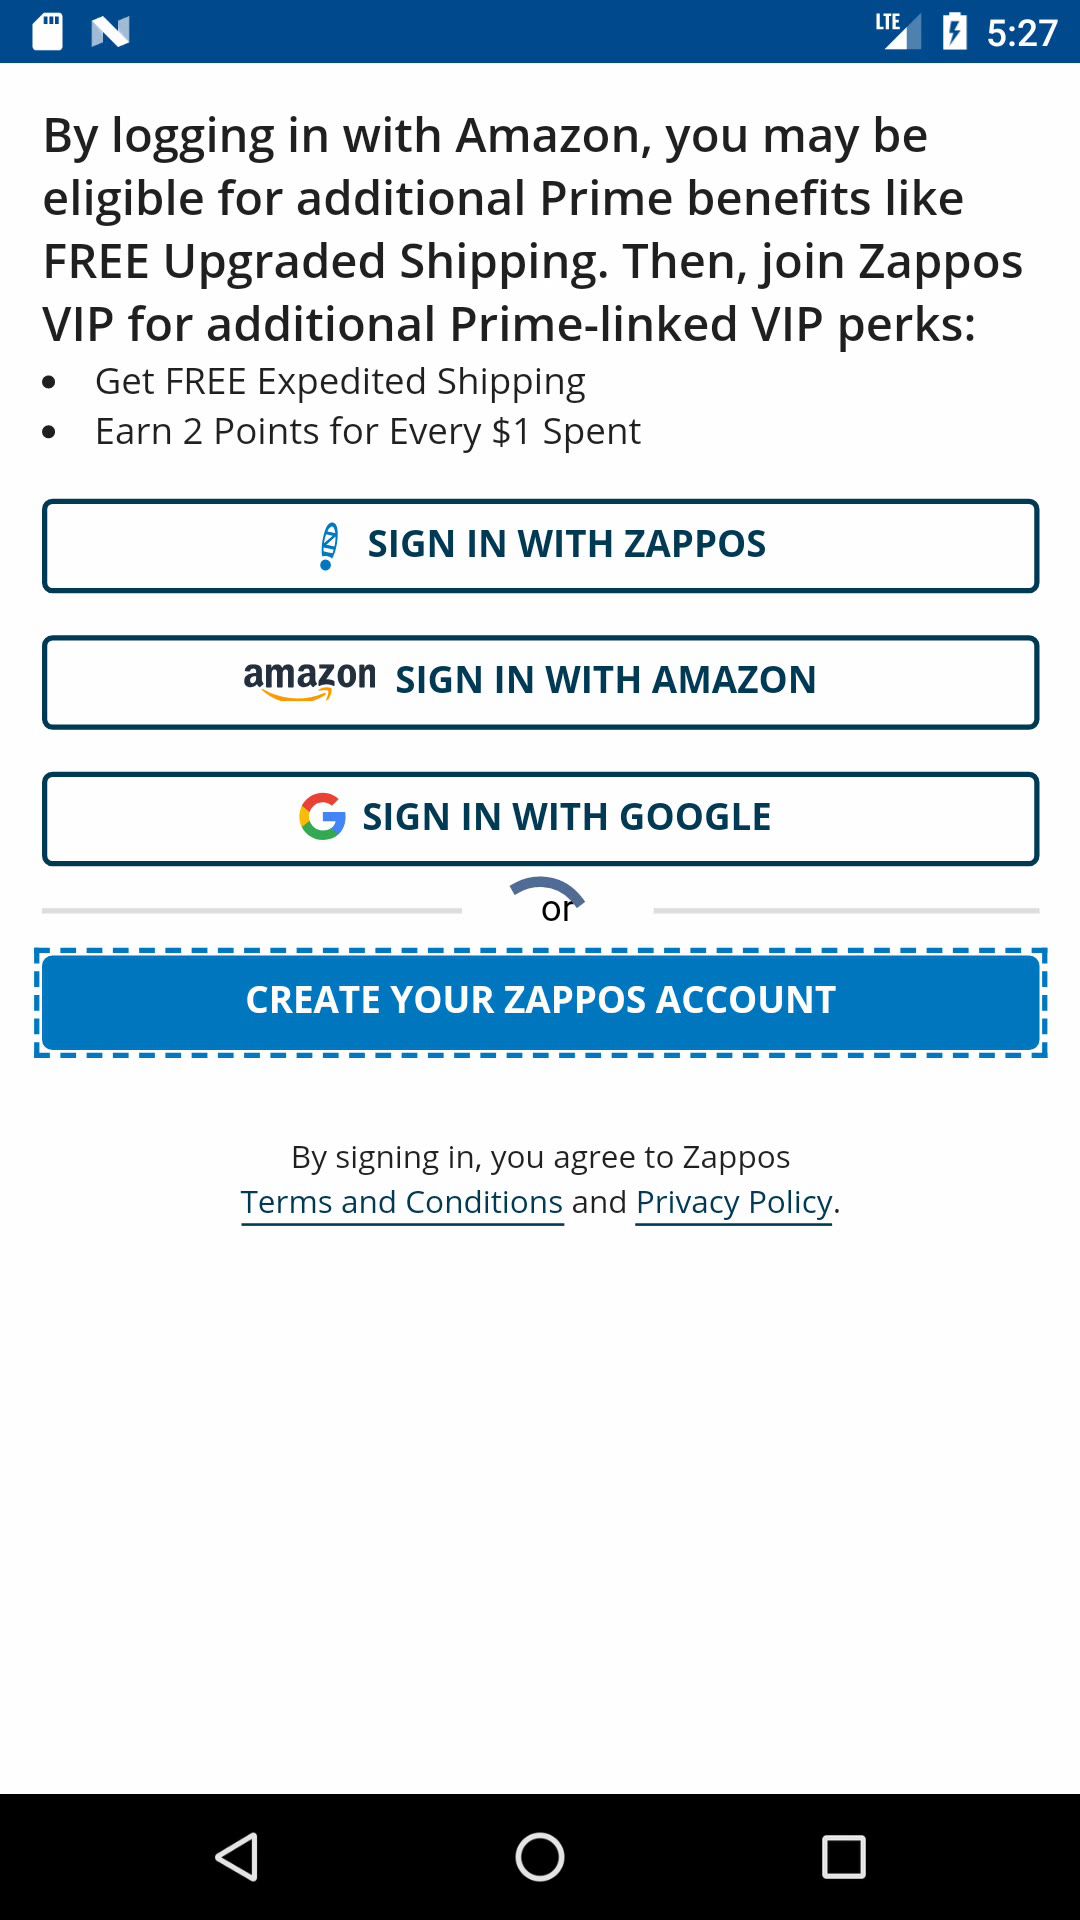 LTE 5:27
By logging in with Amazon, you may be
eligible for additional Prime benefits like
FREE Upgraded Shipping. Then, join Zappos
VIP for additional Prime-linked VIP perks:
• Get FREE Expedited Shipping
• Earn 2 Points for Every $1 Spent
SIGN IN WITH ZAPPOS
amazon SIGN IN WITH AMAZON
SIGN IN WITH GOOGLE
or
CREATE YOUR ZAPPOS ACCOUNT
By signing in, you agree to Zappos
Terms and Conditions and Privacy Policy.